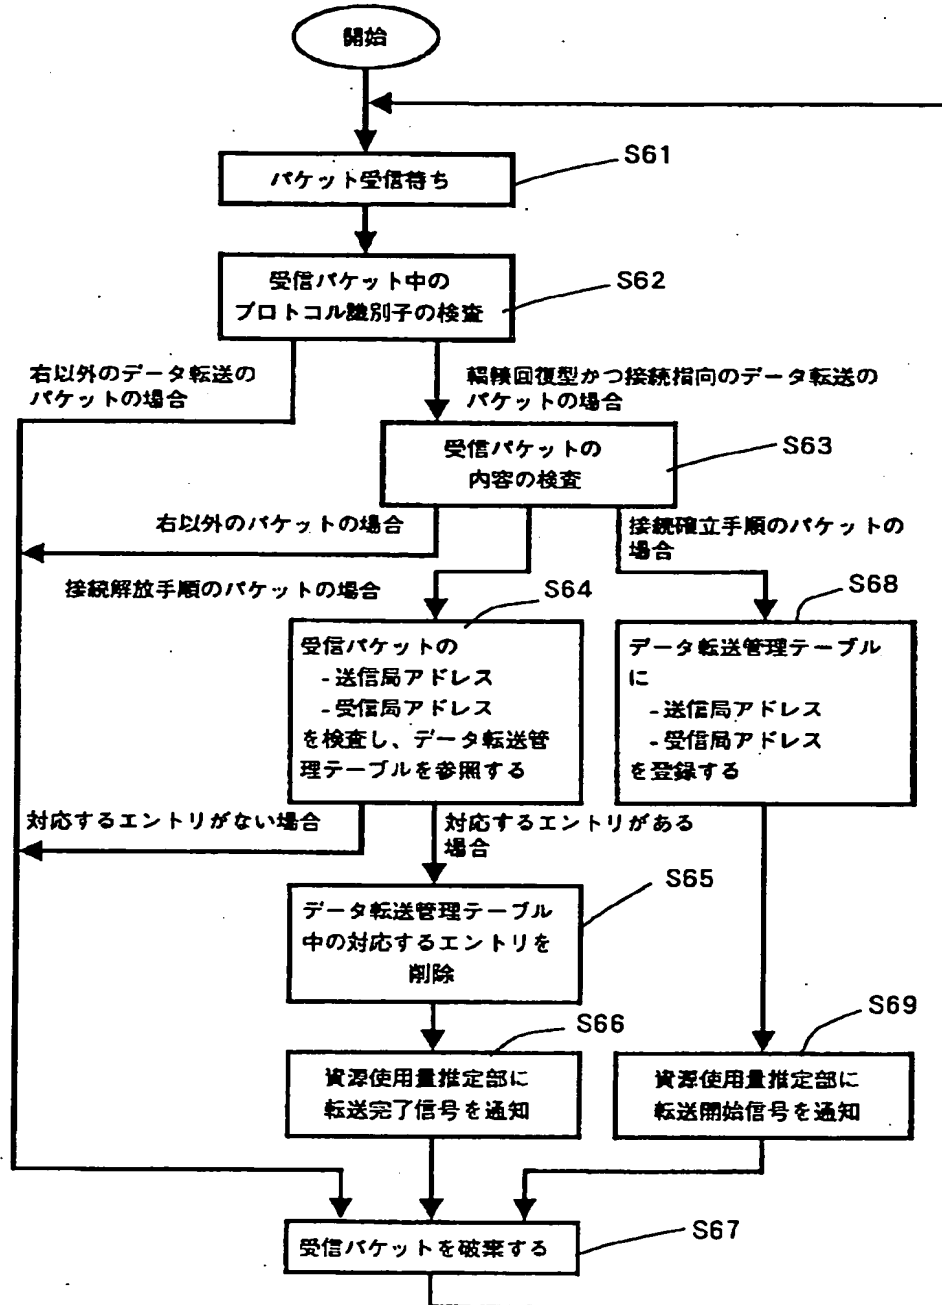 開始
パケット受信待ち
S61
受信パケット中の
プロトコル識別子の検査
S62
右以外のデータ転送の
パケットの場合
輻輳回復型かつ接続指向のデータ転送の
パケットの場合
受信パケットの
内容の検査
S63
右以外のパケットの場合
接続確立手順のパケットの
場合
接続解放手順のパケットの場合
S64
S68
受信パケットの
-送信局アドレス
-受信局アドレス
を検査し、データ転送管
理テーブルを参照する
データ転送管理テーブル
に
-送信局アドレス
-受信局アドレス
を登録する
対応するエントリがない場合
対応するエントリがある
場合
S65
データ転送管理テーブル
中の対応するエントリを
削除
S66
S69
資源使用量推定部に
転送完了信号を通知
資源使用量推定部に
転送開始信号を通知
受信パケットを破棄する
S67